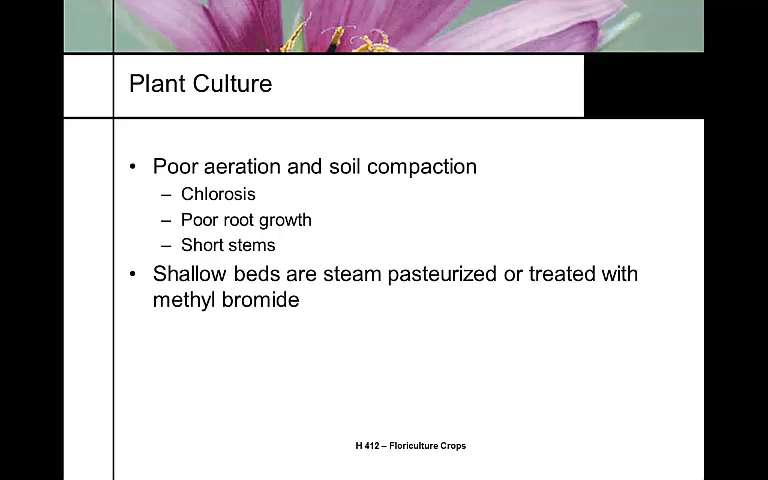 Plant Culture
• Poor aeration and soil compaction
– Chlorosis
– Poor root growth
– Short stems
• Shallow beds are steam pasteurized or treated with
methyl bromide
H 412 – Floriculture Crops